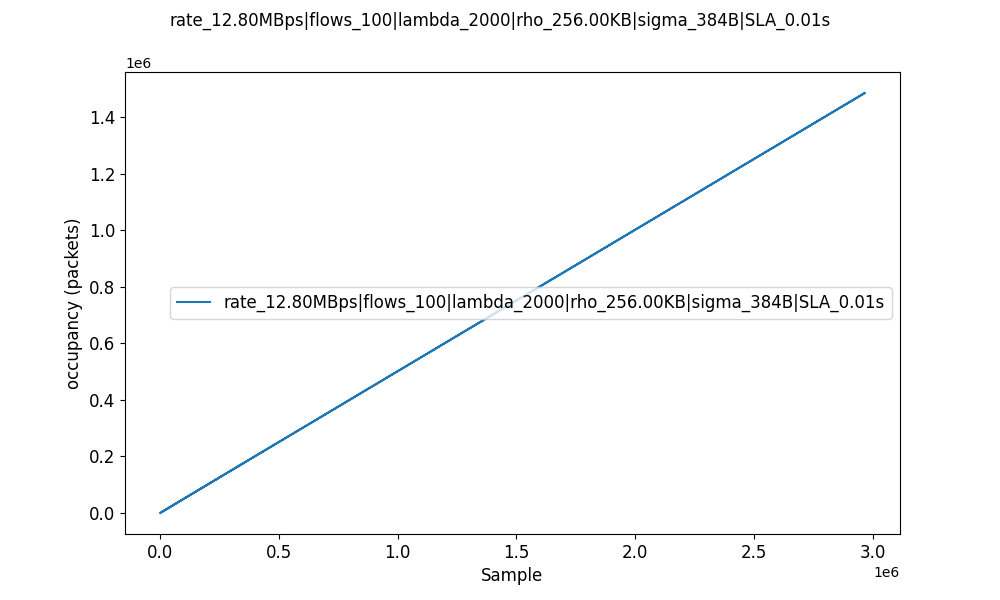 rate_12.80MBps|flows_100|lambda_2000|rho_256.00KB|sigma_384B|SLA_0.01s
1e6
1.4
1.2
1.0
0.8
0.6
0.4
0.2
0.0
occupancy (packets)
rate_12.80MBps|flows_100|lambda_2000|rho_256.00KB|sigma_384B|SLA_0.01s
0.0 0.5 1.0 1.5 2.0 2.5 3.0
Sample
1e6